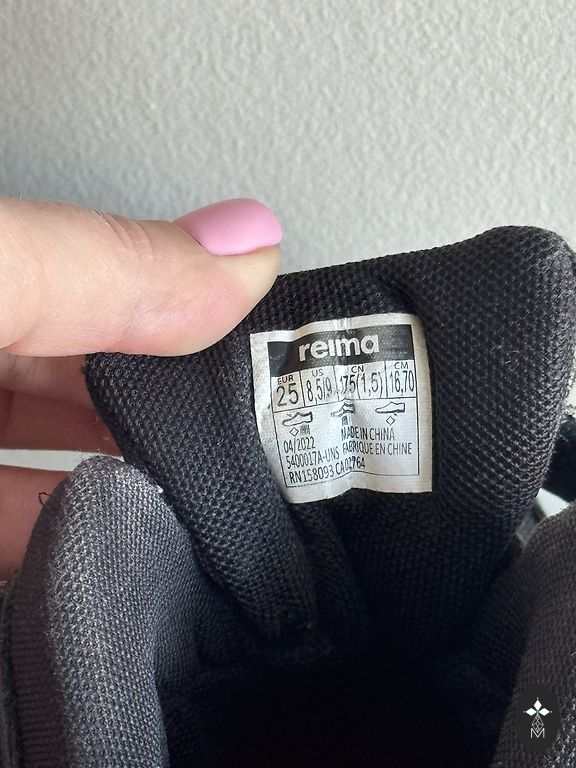 reima
EUR US CN CM
25 8,5/9 175(1,5) 16,70
04/2022 MADE IN CHINA
5400017A-UNS FABRIQUE EN CHINE
RN158093 CA02764
M